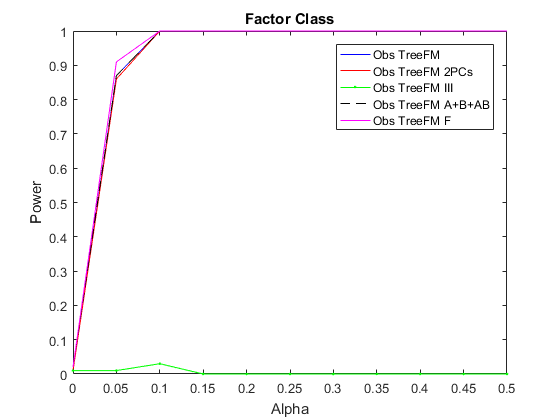 Factor Class
1
0.9
0.8
0.7
0.6
0.5
0.4
0.3
0.2
0.1
0
Power
Obs TreeFM
Obs TreeFM 2PCs
Obs TreeFM III
Obs TreeFM A+B+AB
Obs TreeFM F
0 0.05 0.1 0.15 0.2 0.25 0.3 0.35 0.4 0.45 0.5
Alpha